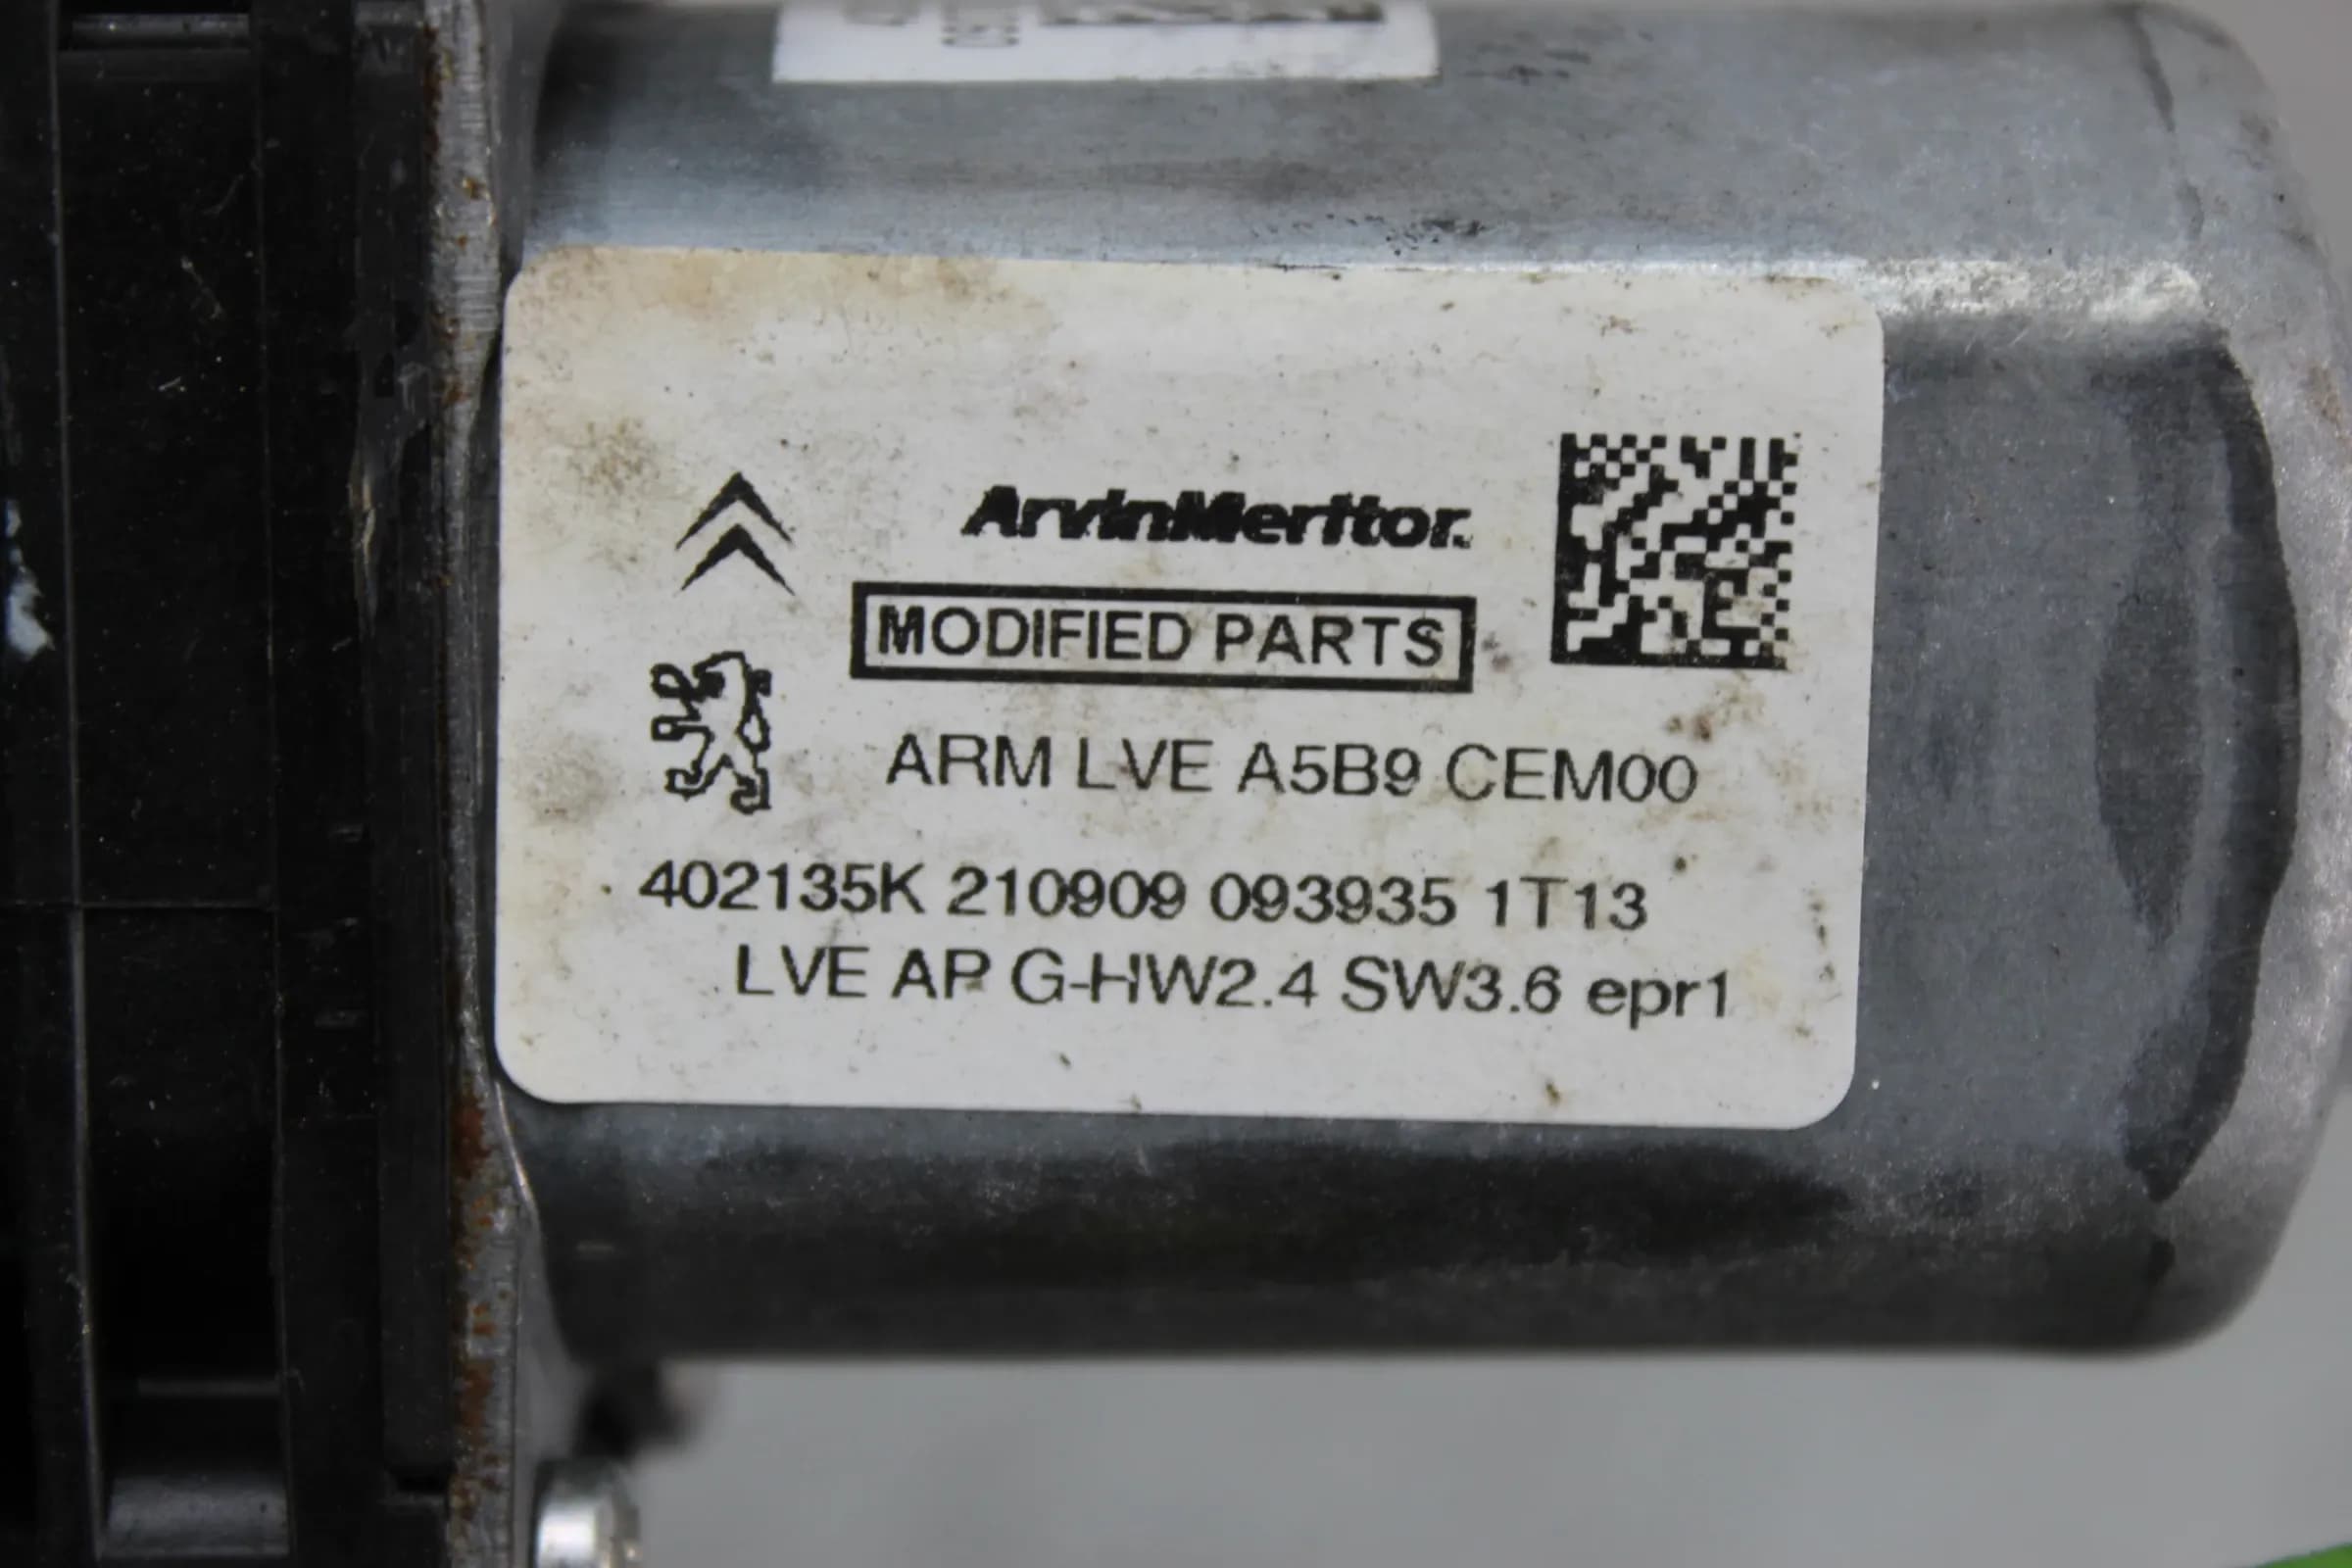 ArvinMeritor.
MODIFIED PARTS
ARM LVE A5B9 CEM00
402135K 210909 093935 1T13
LVE AP G-HW2.4 SW3.6 epr1